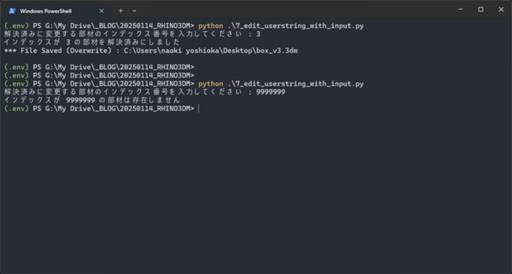 Windows PowerShell
(.env) PS G:\My Drive\_BLOG\20250114_RHINO3DM> python .\7_edit_userstring_with_input.py
解決済みに変更する部材のインデックス番号を入力してください : 3
インデックスが 3 の部材を解決済みにしました
*** File Saved (Overwrite) : C:\Users\naoki yoshioka\Desktop\box_v3.3dm
(.env) PS G:\My Drive\_BLOG\20250114_RHINO3DM>
(.env) PS G:\My Drive\_BLOG\20250114_RHINO3DM>
(.env) PS G:\My Drive\_BLOG\20250114_RHINO3DM> python .\7_edit_userstring_with_input.py
解決済みに変更する部材のインデックス番号を入力してください : 9999999
インデックスが 9999999 の部材は存在しません
(.env) PS G:\My Drive\_BLOG\20250114_RHINO3DM>